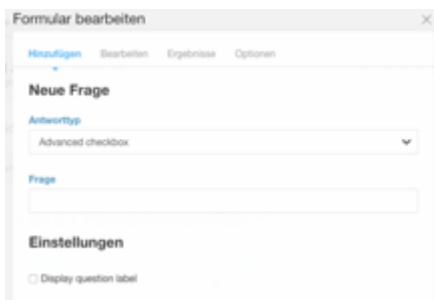 Formular bearbeiten
Hinzufügen Bearbeiten Ergebnisse Optionen
Neue Frage
Antworttyp
Advanced checkbox
Frage
Einstellungen
Display question label